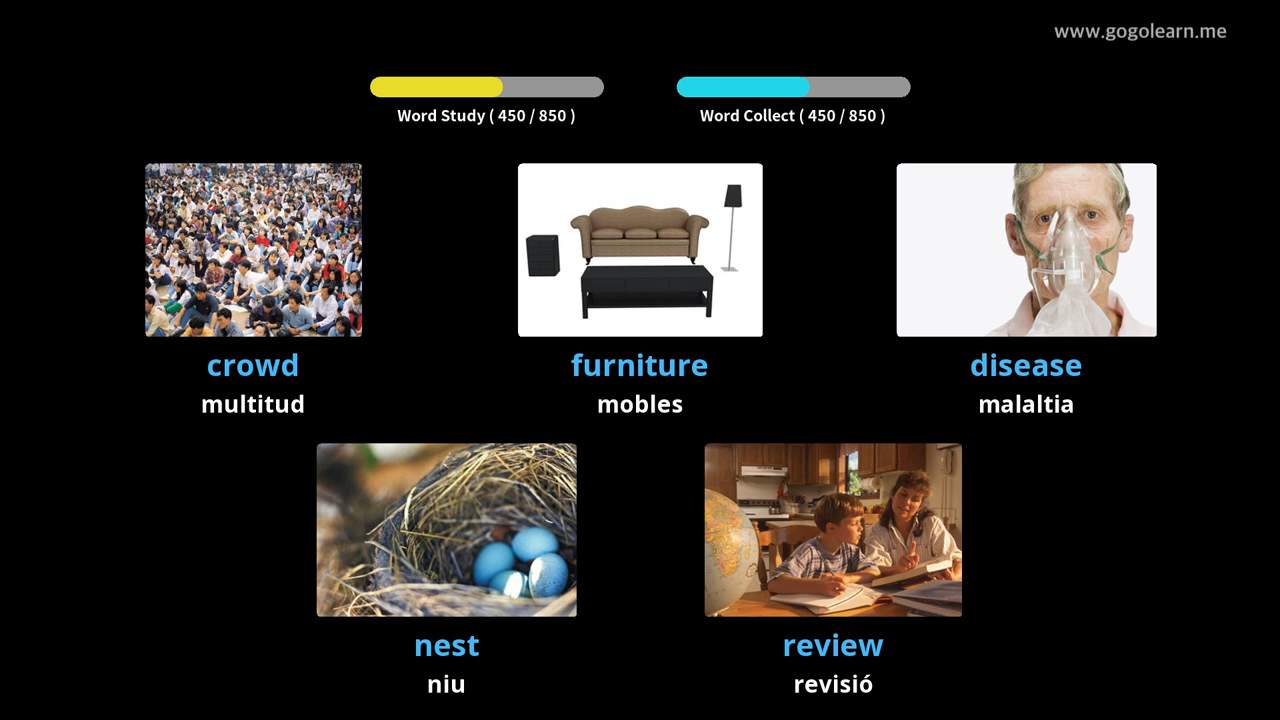 www.gogolearn.me
Word Study ( 450 / 850 )
Word Collect ( 450 / 850 )
crowd
multitud
furniture
mobles
disease
malaltia
nest
niu
review
revisió